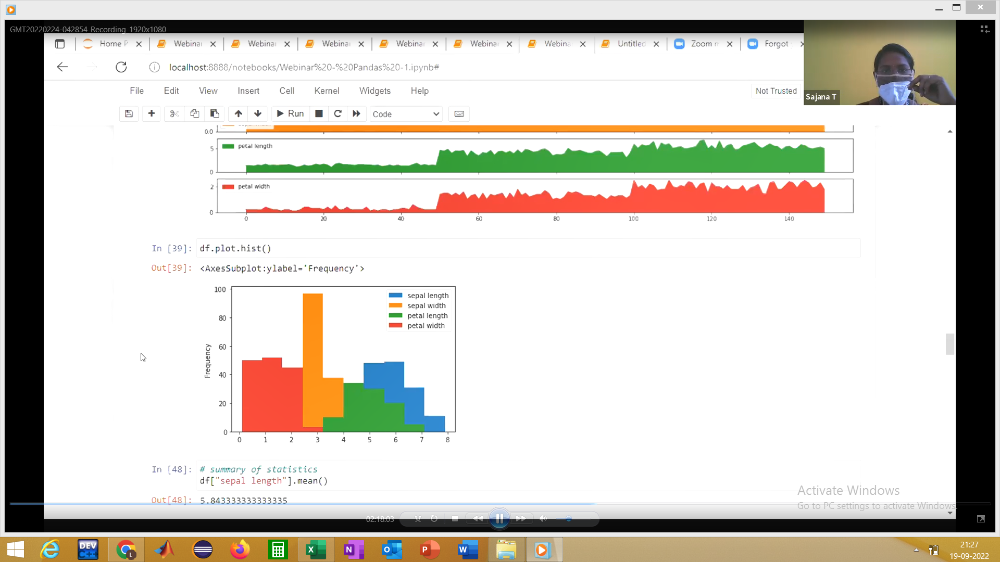 GMT20220224-042854_Recording_1920x1080
Home P
Webinar
Webinar
Webinar
Webinar
Webinar
Webina
Untitled
Zoom m
Forgot
localhost:8888/notebooks/Webinar%20-%20Pandas%20-1.ipynb#
File Edit View Insert Cell Kernel Widgets Help
Not Trusted
Sajana T
Run
Code
0.0
petal length
5
0
petal width
2
0
0 20 40 60 80 100 120 140
In [39]: df.plot.hist()
Out[39]: <AxesSubplot:ylabel='Frequency'>
100
80
60
40
20
0
Frequency
sepal length
sepal width
petal length
petal width
0 1 2 3 4 5 6 7 8
In [48]: # summary of statistics
df["sepal length"].mean()
Out[48]: 5.843333333333335
Activate Windows
Go to PC settings to activate Windows.
02:18:03
DEV
C++
L
X
N
O
P
W
21:27
19-09-2022